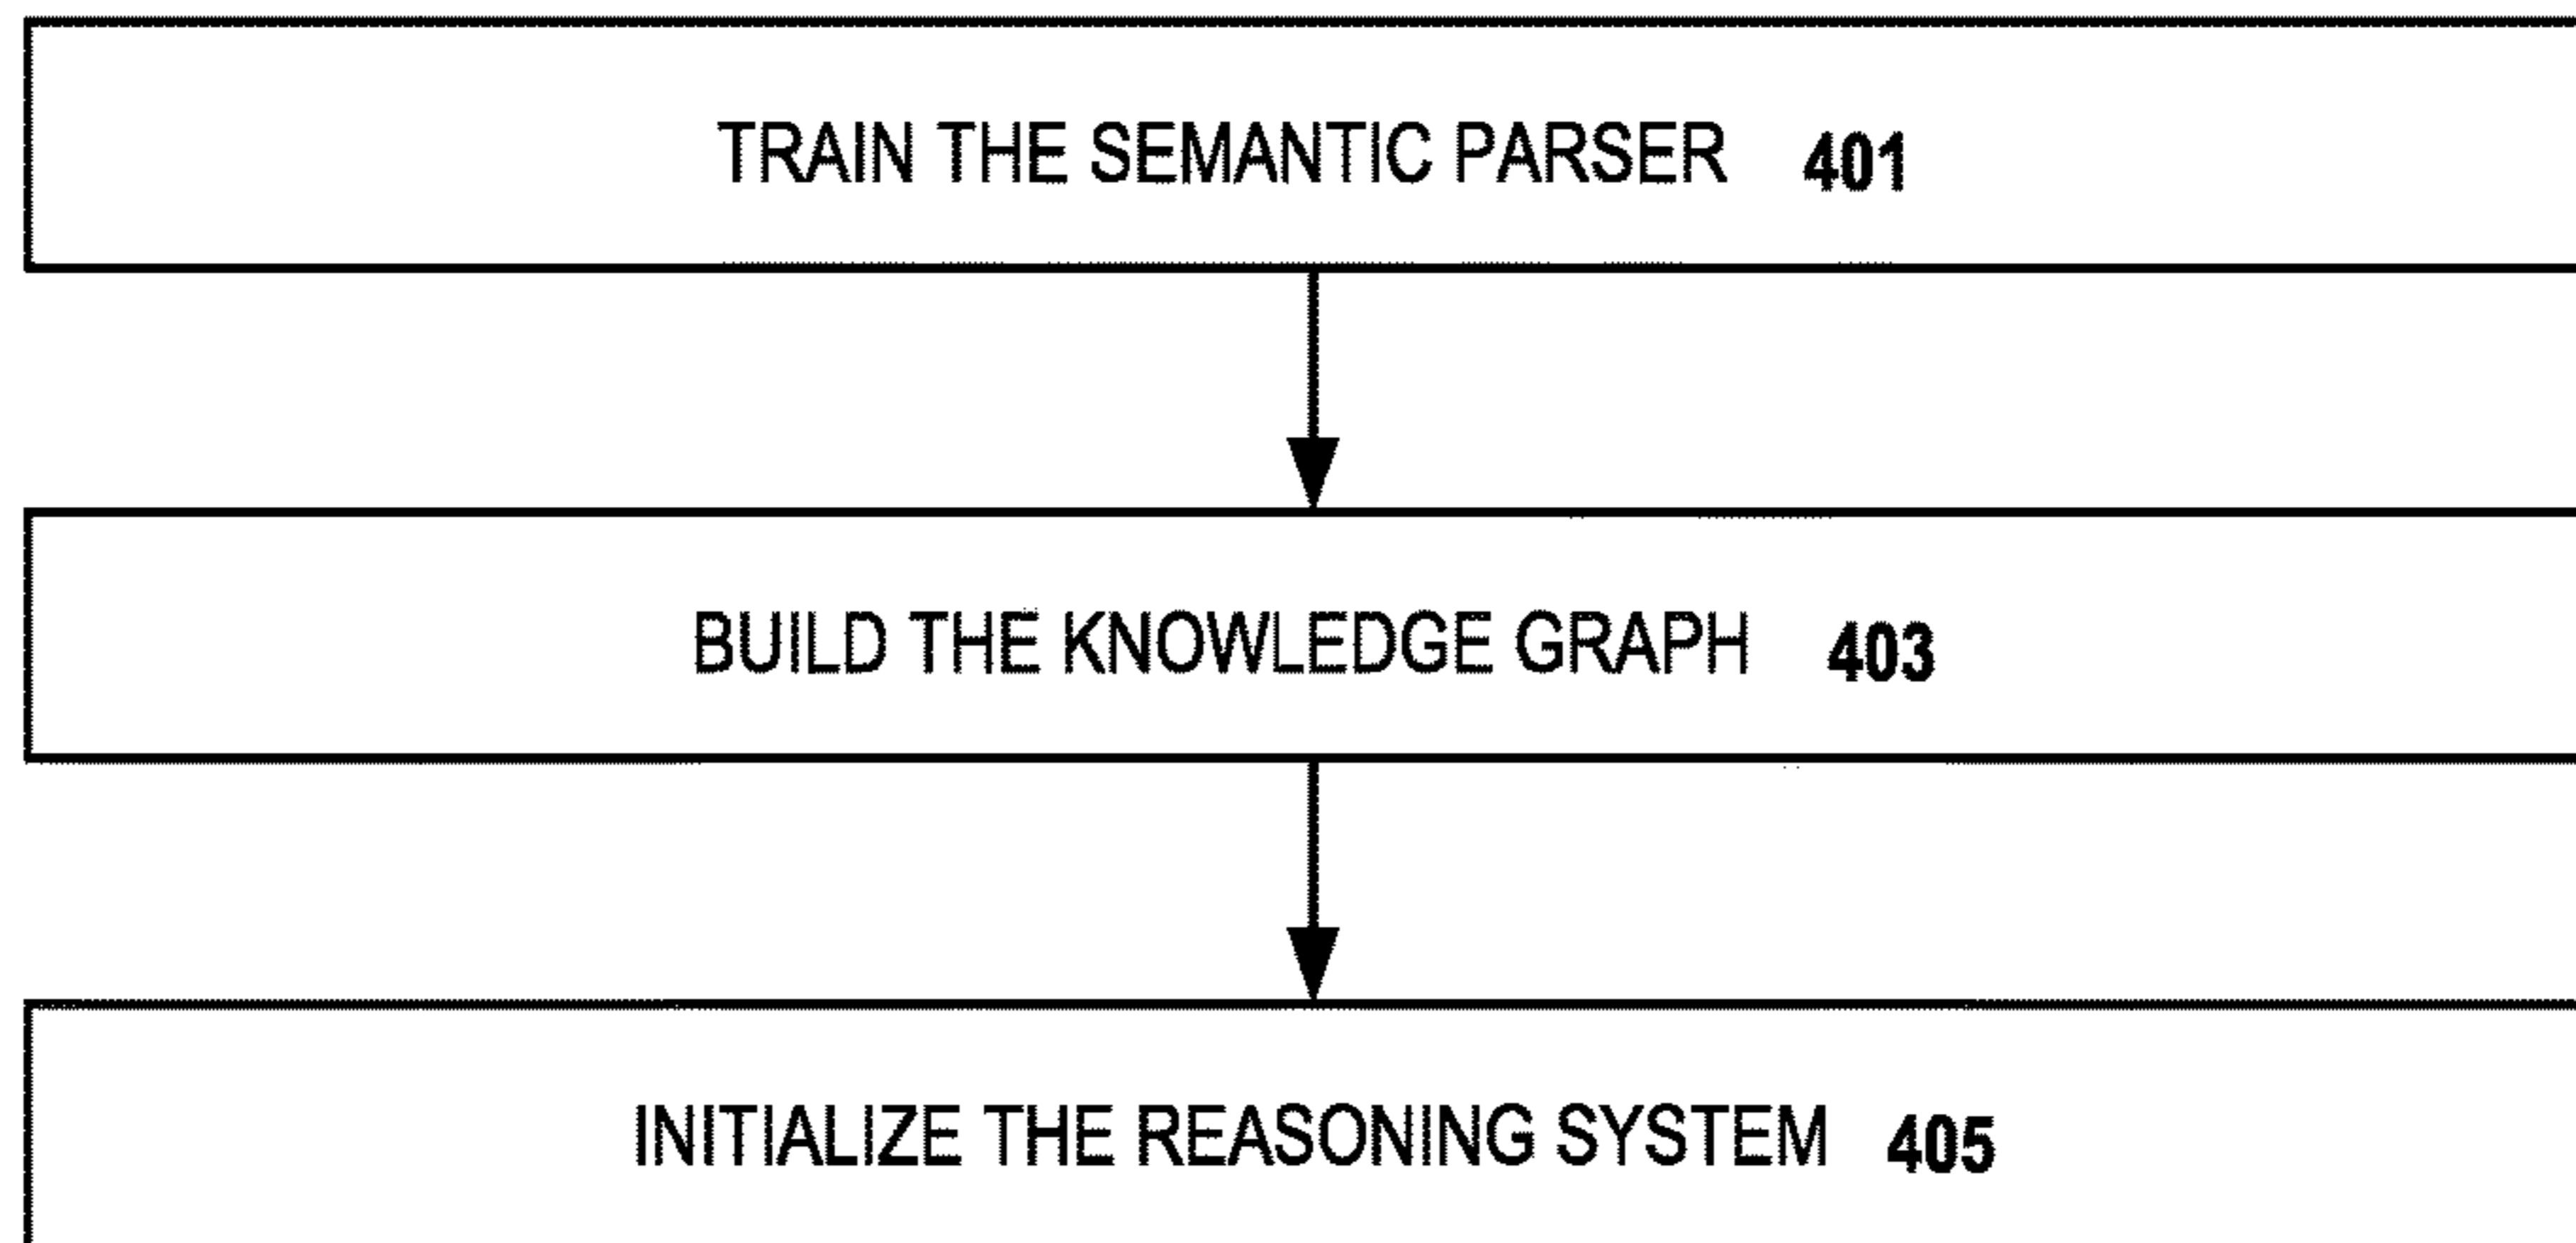 TRAIN THE SEMANTIC PARSER 401
BUILD THE KNOWLEDGE GRAPH 403
INITIALIZE THE REASONING SYSTEM 405